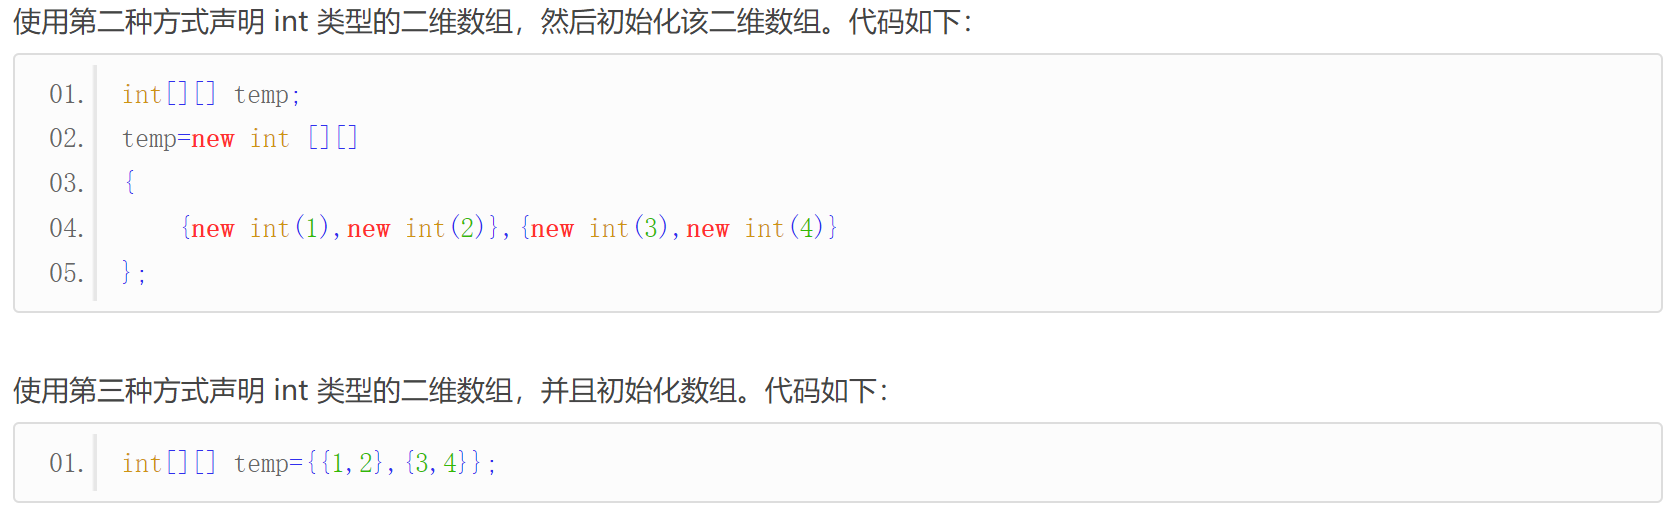 使用第二种方式声明 int 类型的二维数组，然后初始化该二维数组。代码如下：
01. int[][] temp;
02. temp=new int [][]
03. {
04.     {new int(1),new int(2)},{new int(3),new int(4)}
05. };
使用第三种方式声明 int 类型的二维数组，并且初始化数组。代码如下：
01. int[][] temp={{1,2},{3,4}};